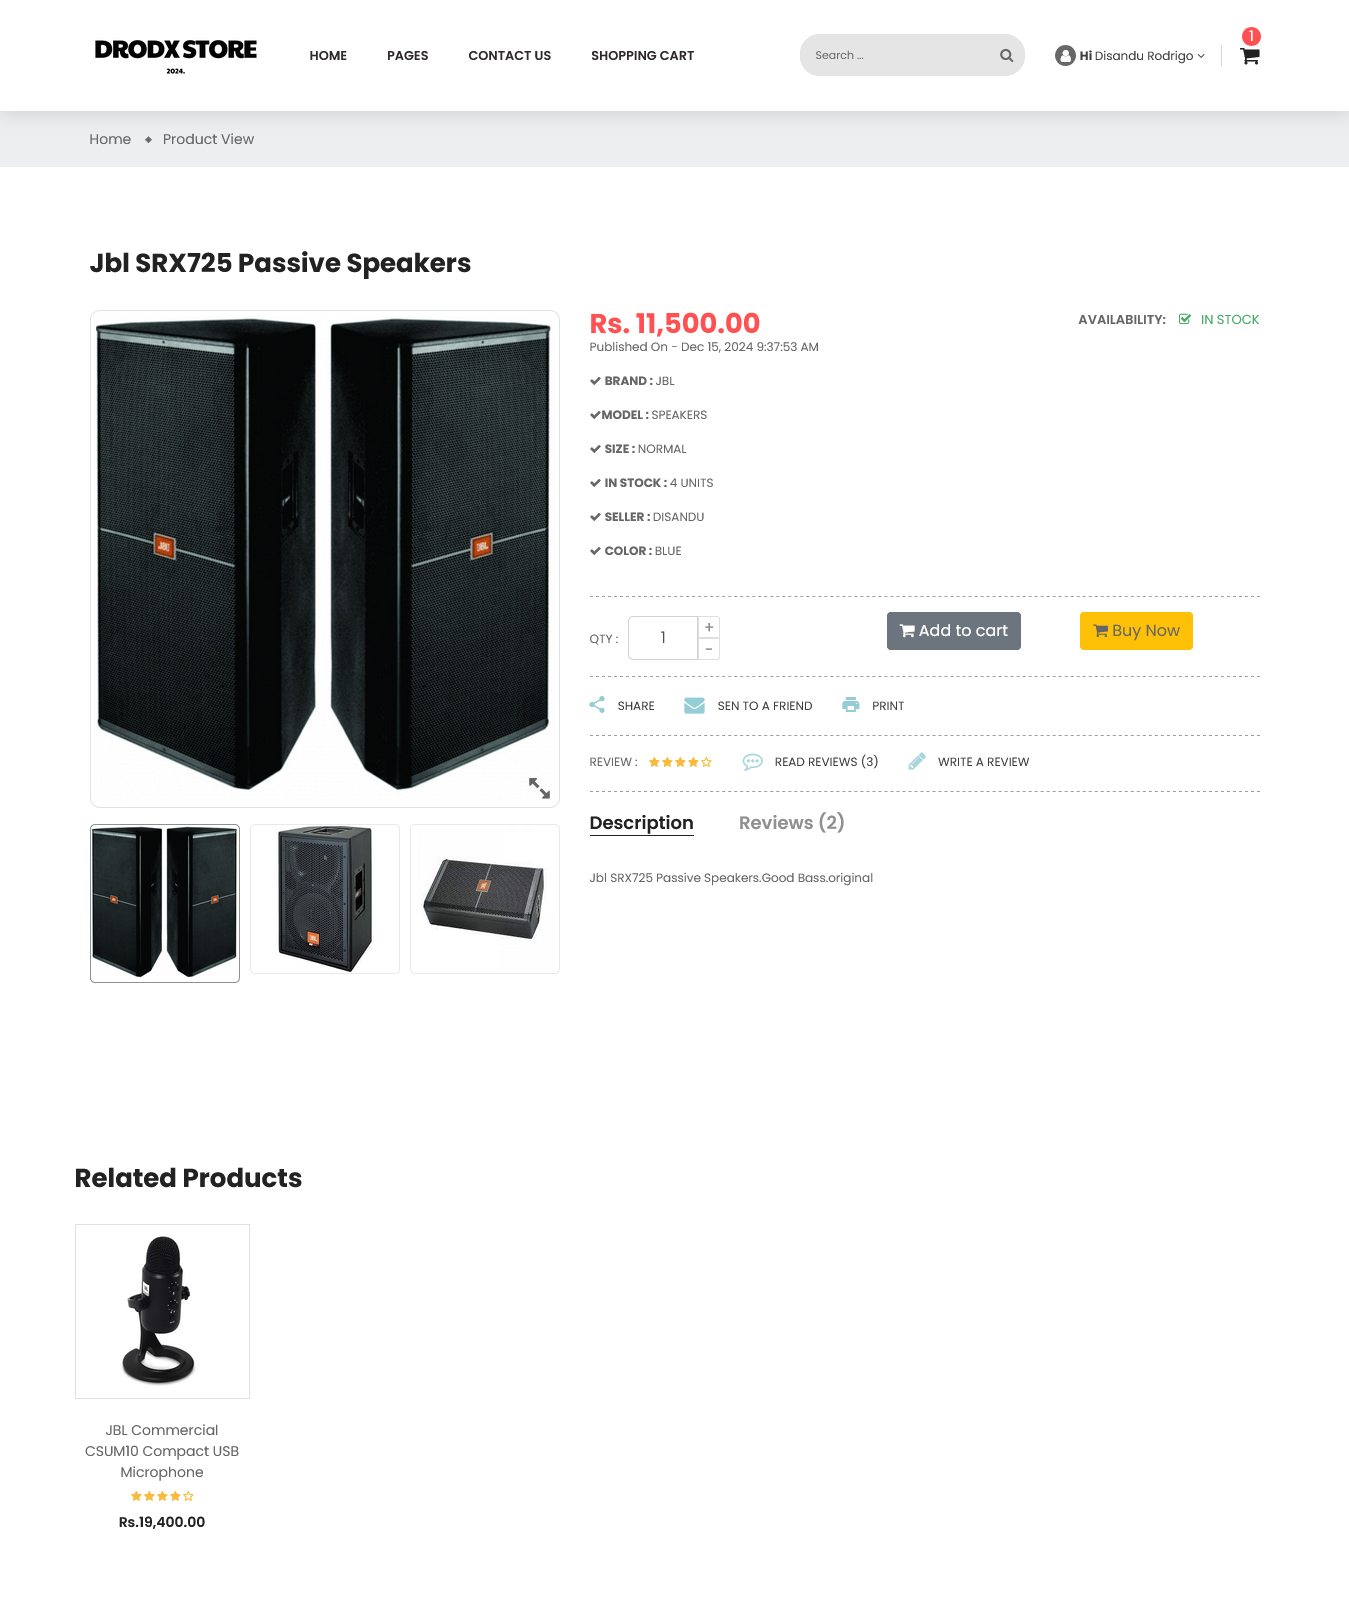 DRODX STORE
2024.
HOME
PAGES
CONTACT US
SHOPPING CART
Search ...
Hi Disandu Rodrigo
1
Home
Product View
Jbl SRX725 Passive Speakers
Rs. 11,500.00
AVAILABILITY: IN STOCK
Published On - Dec 15, 2024 9:37:53 AM
BRAND : JBL
MODEL : SPEAKERS
SIZE : NORMAL
IN STOCK : 4 UNITS
SELLER : DISANDU
COLOR : BLUE
JBL
JBL
QTY :
1
+
-
Add to cart
Buy Now
SHARE
SEN TO A FRIEND
PRINT
REVIEW :
READ REVIEWS (3)
WRITE A REVIEW
Description
Reviews (2)
Jbl SRX725 Passive Speakers.Good Bass.original
Related Products
JBL Commercial
CSUM10 Compact USB
Microphone
Rs.19,400.00